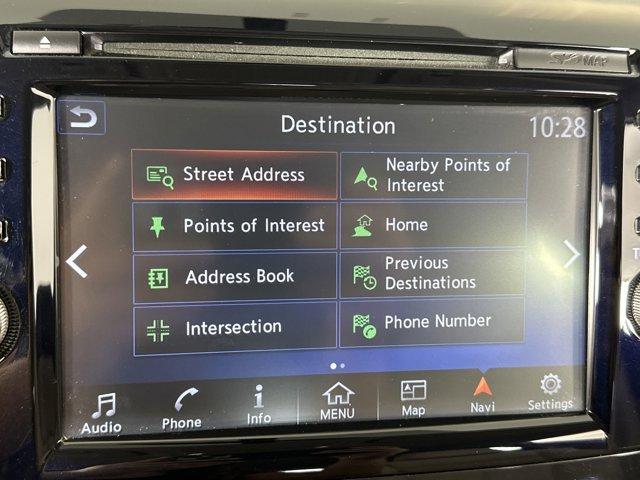 MAP
Destination
10:28
Street Address
Nearby Points of
Interest
Points of Interest
Home
Address Book
Previous
Destinations
Intersection
Phone Number
Audio
Phone
Info
MENU
Map
Navi
Settings